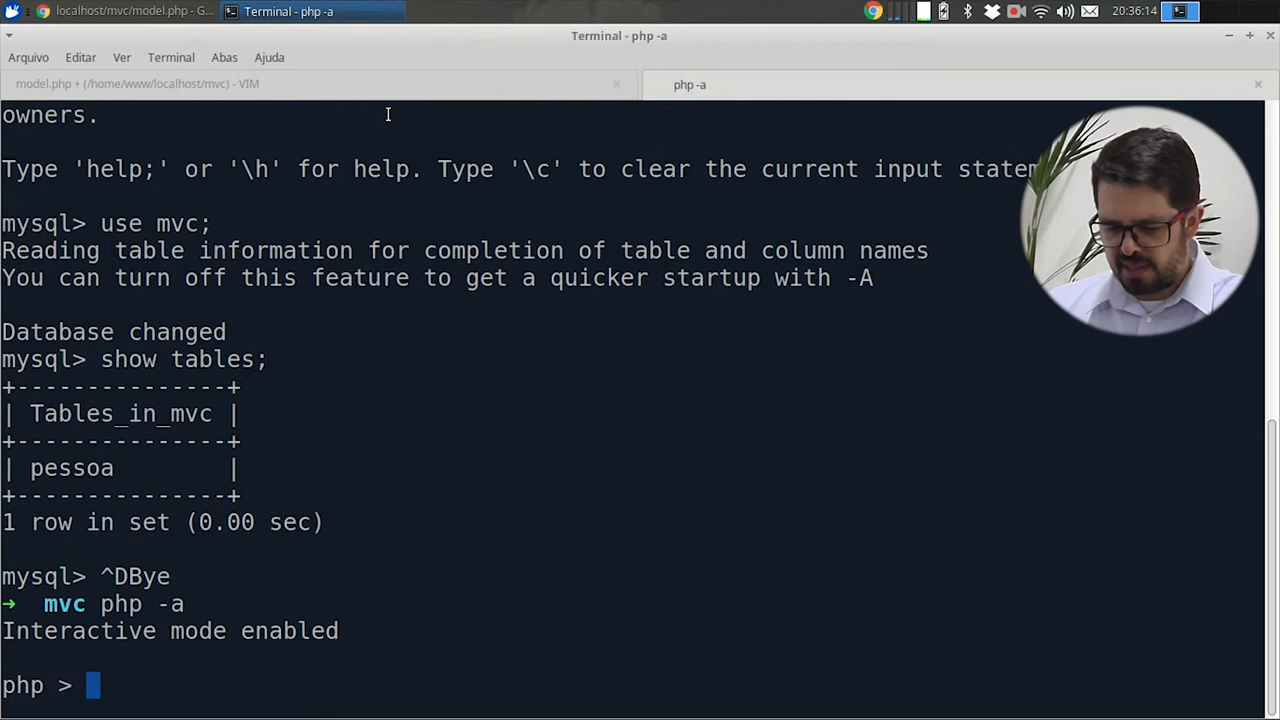 localhost/mvc/model.php - G...
Terminal - php -a
20:36:14
Terminal - php -a
Arquivo Editar Ver Terminal Abas Ajuda
model.php + (/home/www/localhost/mvc) - VIM
php -a
owners.
Type 'help;' or '\h' for help. Type '\c' to clear the current input
mysql> use mvc;
Reading table information for completion of table and column names
You can turn off this feature to get a quicker startup with -A
Database changed
mysql> show tables;
+---------------+
| Tables_in_mvc |
+---------------+
| pessoa        |
+---------------+
1 row in set (0.00 sec)
mysql> ^DBye
➜  mvc php -a
Interactive mode enabled
php >